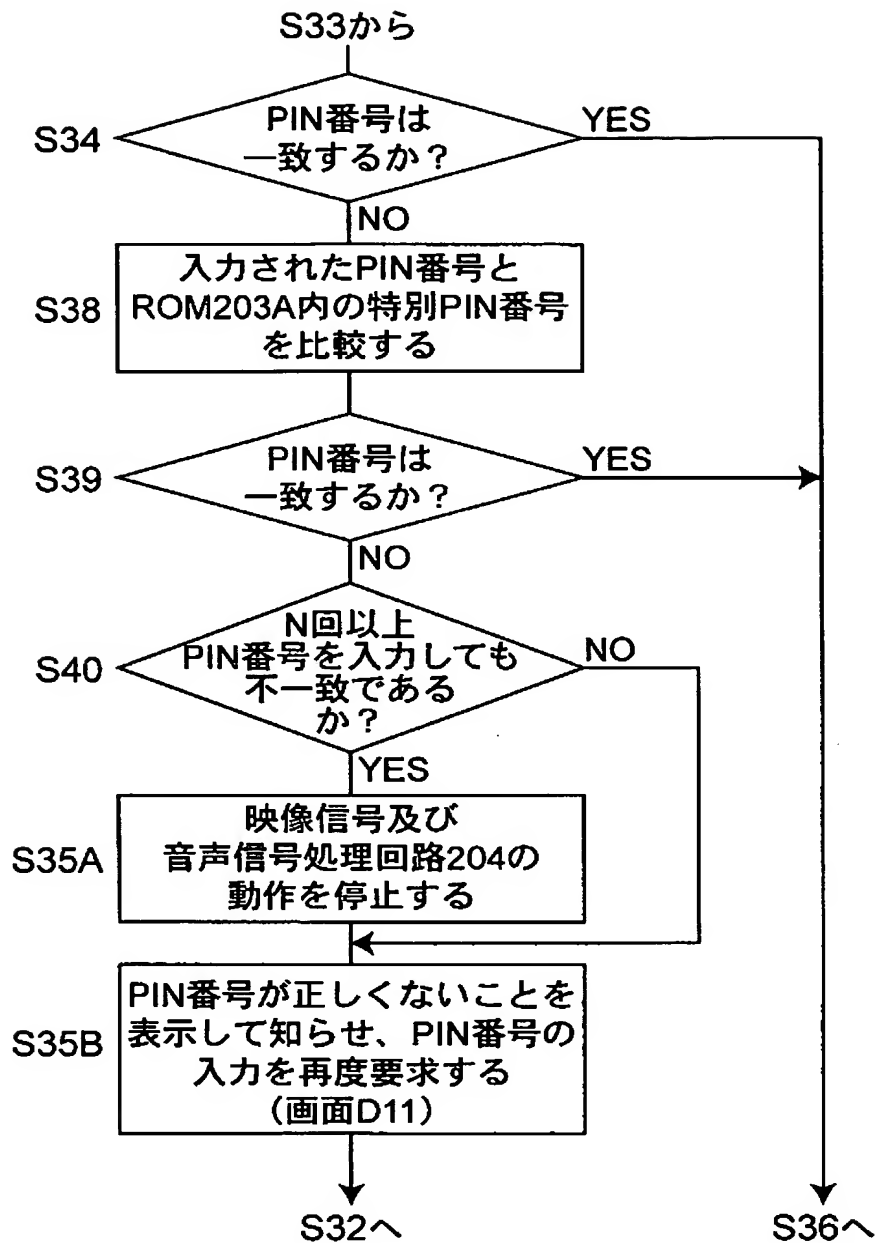 S33から
S34
PIN番号は
一致するか？
YES
NO
S38
入力されたPIN番号と
ROM203A内の特別PIN番号
を比較する
S39
PIN番号は
一致するか？
YES
NO
S40
N回以上
PIN番号を入力しても
不一致である
か？
NO
YES
S35A
映像信号及び
音声信号処理回路204の
動作を停止する
S35B
PIN番号が正しくないことを
表示して知らせ、PIN番号の
入力を再度要求する
（画面D11）
S32へ
S36へ